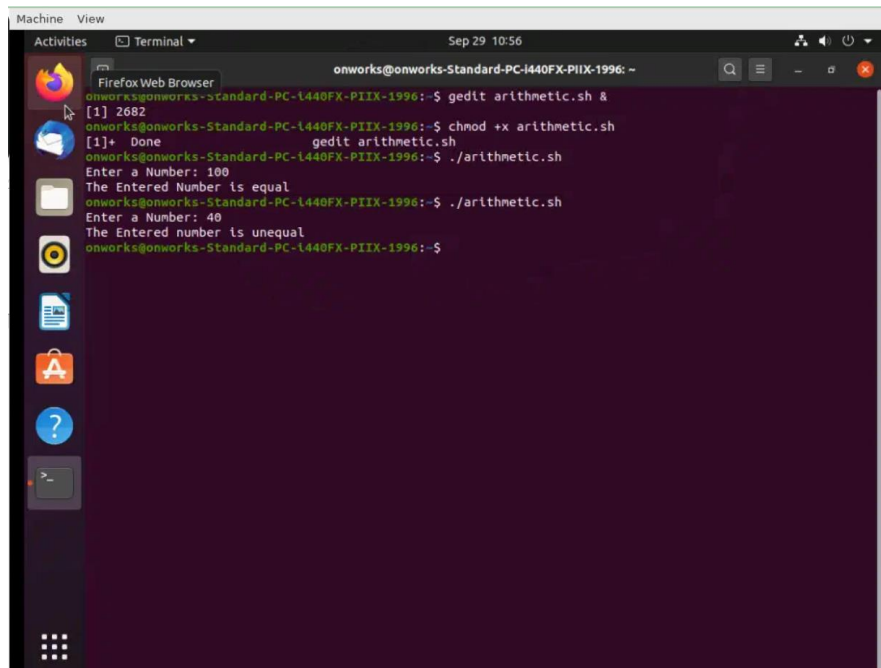 Machine View
Activities Terminal Sep 29 10:56
onworks@onworks-Standard-PC-i440FX-PIIX-1996: ~
Firefox Web Browser
onworks@onworks-Standard-PC-i440FX-PIIX-1996:~$ gedit arithmetic.sh &
[1] 2682
onworks@onworks-Standard-PC-i440FX-PIIX-1996:~$ chmod +x arithmetic.sh
[1]+ Done gedit arithmetic.sh
onworks@onworks-Standard-PC-i440FX-PIIX-1996:~$ ./arithmetic.sh
Enter a Number: 100
The Entered Number is equal
onworks@onworks-Standard-PC-i440FX-PIIX-1996:~$ ./arithmetic.sh
Enter a Number: 40
The Entered number is unequal
onworks@onworks-Standard-PC-i440FX-PIIX-1996:~$